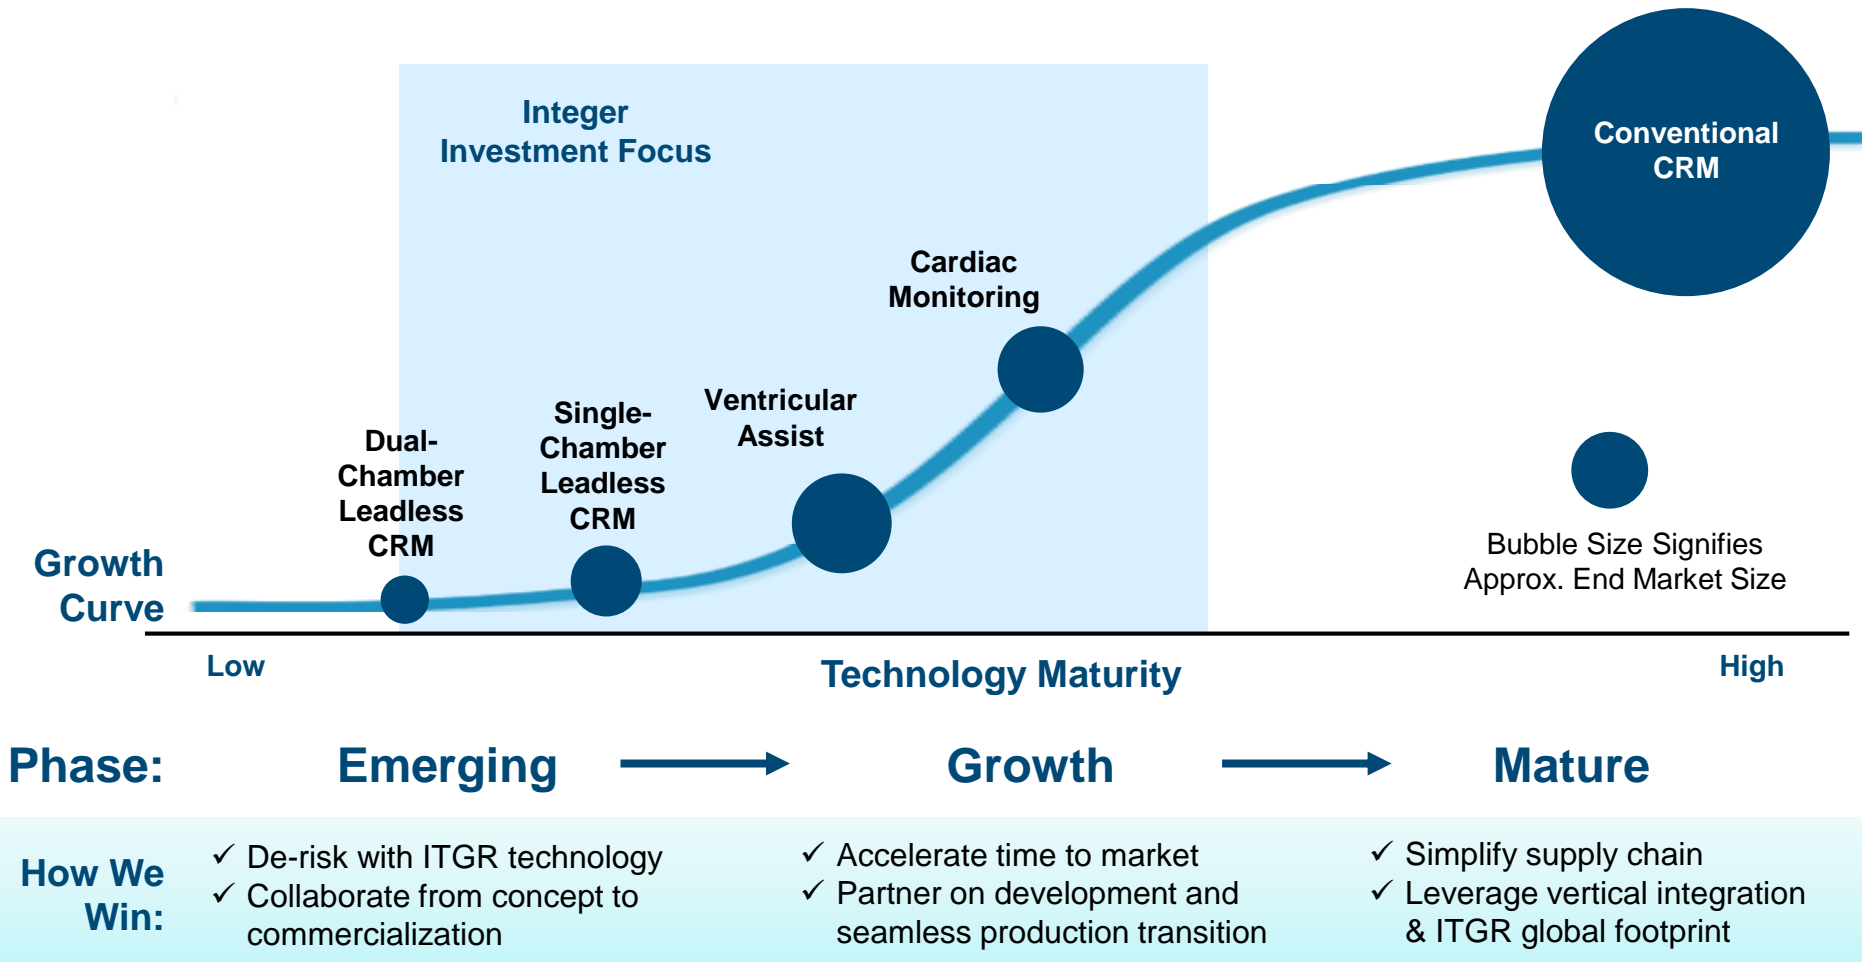 Integer
Investment Focus
Conventional
CRM
Cardiac
Monitoring
Ventricular
Assist
Single-
Chamber
Leadless
CRM
Dual-
Chamber
Leadless
CRM
Growth
Curve
Bubble Size Signifies
Approx. End Market Size
Low
Technology Maturity
High
Phase:
Emerging
Growth
Mature
How We
Win:
✓ De-risk with ITGR technology
✓ Collaborate from concept to
commercialization
✓ Accelerate time to market
✓ Partner on development and
seamless production transition
✓ Simplify supply chain
✓ Leverage vertical integration
& ITGR global footprint